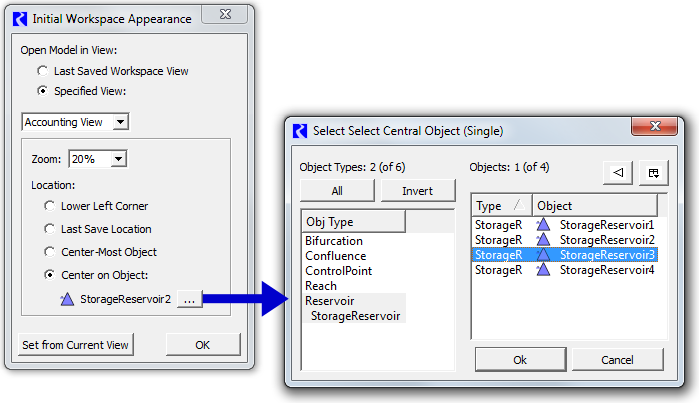 Initial Workspace Appearance
Open Model in View:
Last Saved Workspace View
Specified View:
Accounting View
Zoom: 20%
Location:
Lower Left Corner
Last Save Location
Center-Most Object
Center on Object:
StorageReservoir2 ...
Set from Current View OK
Select Select Central Object (Single)
Object Types: 2 (of 6)
All Invert
Obj Type
Bifurcation
Confluence
ControlPoint
Reach
Reservoir
StorageReservoir
Objects: 1 (of 4)
Type Object
StorageR StorageReservoir1
StorageR StorageReservoir2
StorageR StorageReservoir3
StorageR StorageReservoir4
Ok Cancel